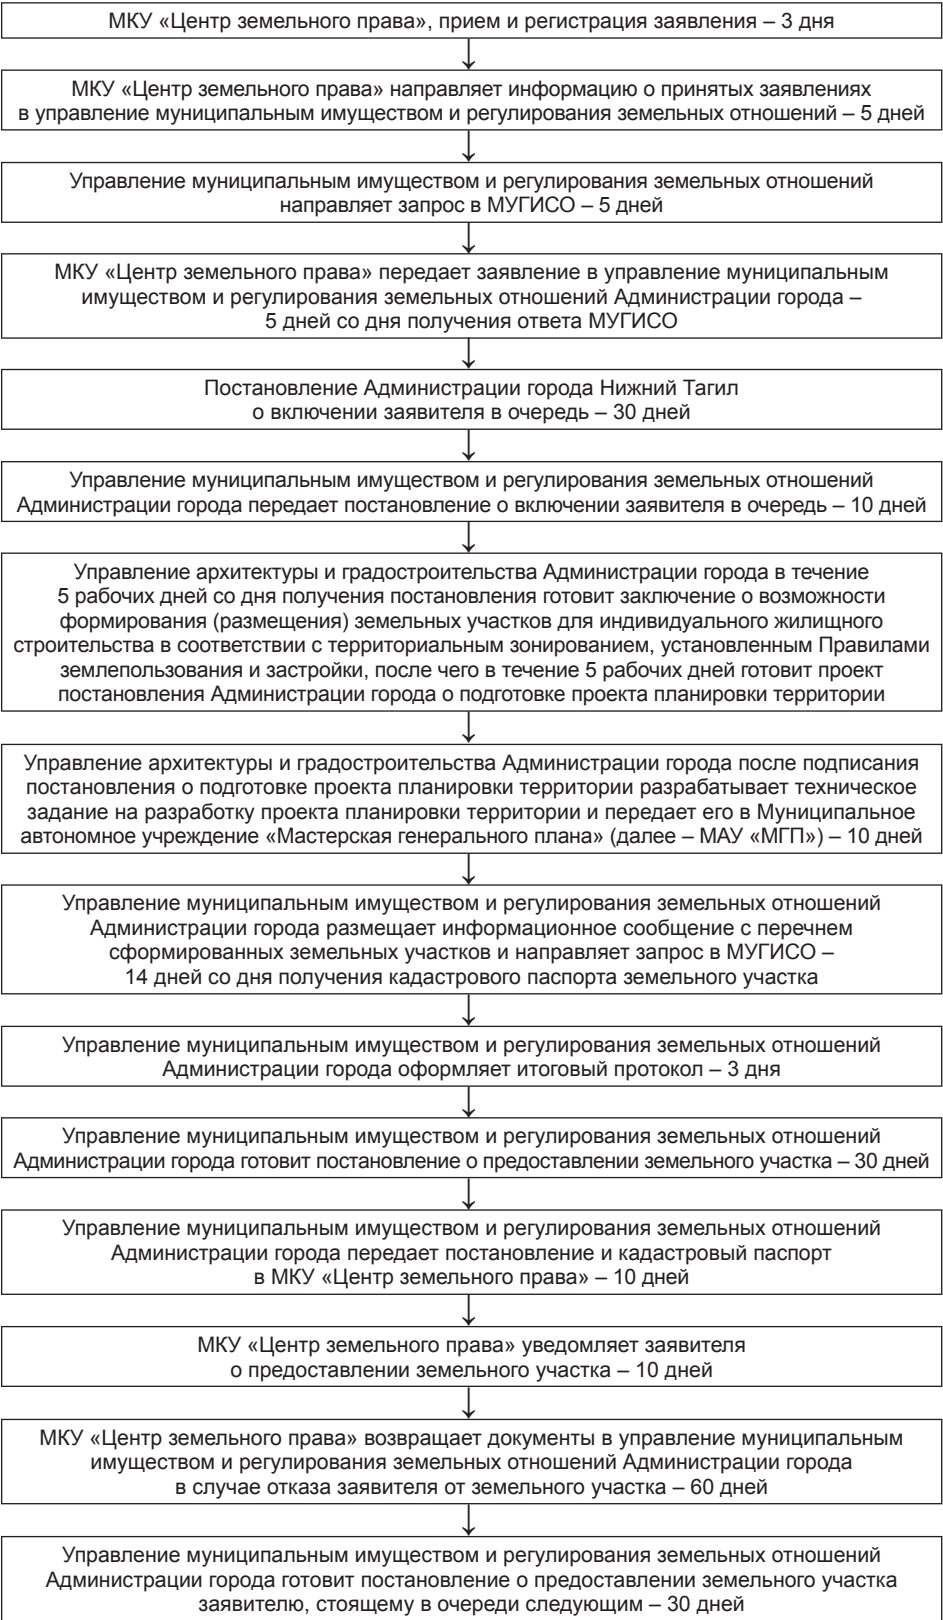 МКУ «Центр земельного права», прием и регистрация заявления – 3 дня
МКУ «Центр земельного права» направляет информацию о принятых заявлениях
в управление муниципальным имуществом и регулирования земельных отношений – 5 дней
Управление муниципальным имуществом и регулирования земельных отношений
направляет запрос в МУГИСО – 5 дней
МКУ «Центр земельного права» передает заявление в управление муниципальным
имуществом и регулирования земельных отношений Администрации города –
5 дней со дня получения ответа МУГИСО
Постановление Администрации города Нижний Тагил
о включении заявителя в очередь – 30 дней
Управление муниципальным имуществом и регулирования земельных отношений
Администрации города передает постановление о включении заявителя в очередь – 10 дней
Управление архитектуры и градостроительства Администрации города в течение
5 рабочих дней со дня получения постановления готовит заключение о возможности
формирования (размещения) земельных участков для индивидуального жилищного
строительства в соответствии с территориальным зонированием, установленным Правилами
землепользования и застройки, после чего в течение 5 рабочих дней готовит проект
постановления Администрации города о подготовке проекта планировки территории
Управление архитектуры и градостроительства Администрации города после подписания
постановления о подготовке проекта планировки территории разрабатывает техническое
задание на разработку проекта планировки территории и передает его в Муниципальное
автономное учреждение «Мастерская генерального плана» (далее – МАУ «МГП») – 10 дней
Управление муниципальным имуществом и регулирования земельных отношений
Администрации города размещает информационное сообщение с перечнем
сформированных земельных участков и направляет запрос в МУГИСО –
14 дней со дня получения кадастрового паспорта земельного участка
Управление муниципальным имуществом и регулирования земельных отношений
Администрации города оформляет итоговый протокол – 3 дня
Управление муниципальным имуществом и регулирования земельных отношений
Администрации города готовит постановление о предоставлении земельного участка – 30 дней
Управление муниципальным имуществом и регулирования земельных отношений
Администрации города передает постановление и кадастровый паспорт
в МКУ «Центр земельного права» – 10 дней
МКУ «Центр земельного права» уведомляет заявителя
о предоставлении земельного участка – 10 дней
МКУ «Центр земельного права» возвращает документы в управление муниципальным
имуществом и регулирования земельных отношений Администрации города
в случае отказа заявителя от земельного участка – 60 дней
Управление муниципальным имуществом и регулирования земельных отношений
Администрации города готовит постановление о предоставлении земельного участка
заявителю, стоящему в очереди следующим – 30 дней